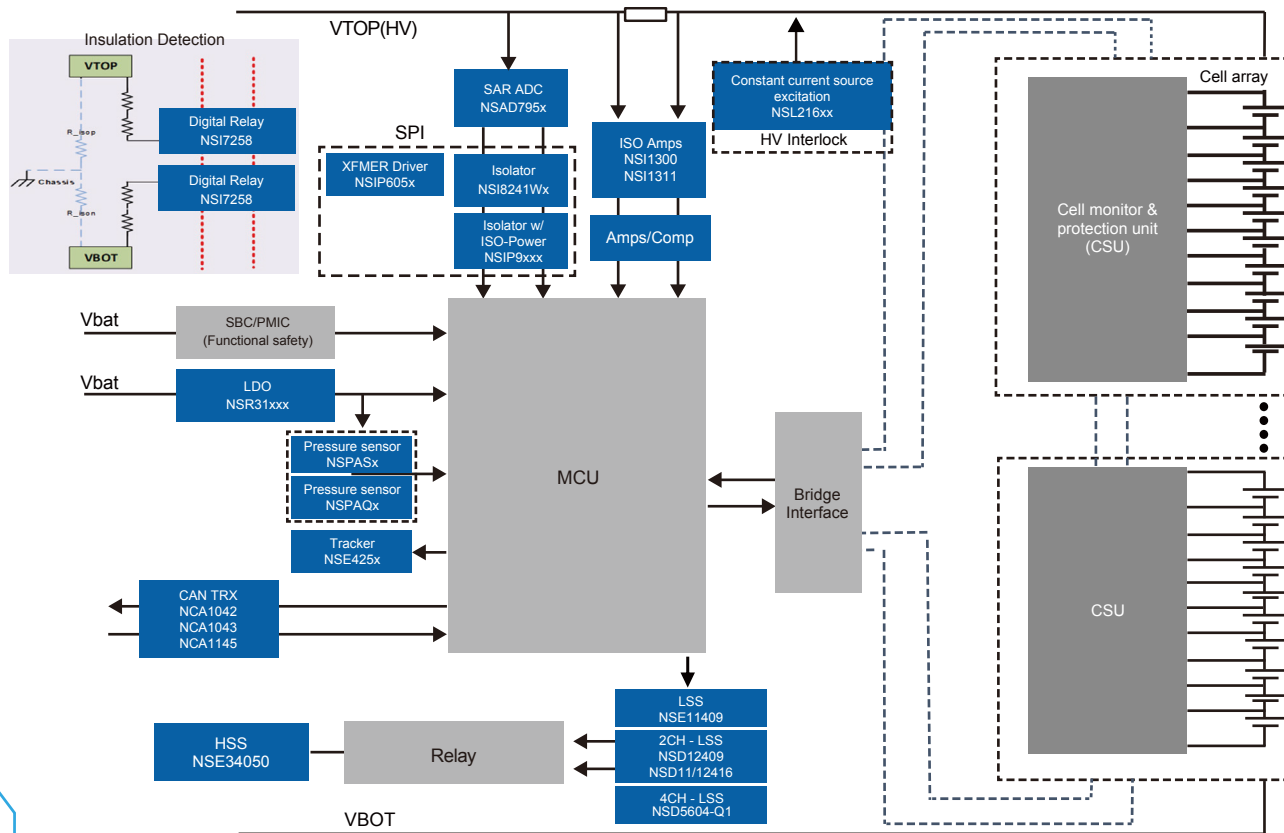 VTOP(HV)
Insulation Detection
VTOP
Digital Relay
NSI7258
R_isop
Chassis
Digital Relay
NSI7258
R_ison
VBOT
SAR ADC
NSAD795x
SPI
XFMER Driver
NSIP605x
Isolator
NSI8241Wx
Isolator w/
ISO-Power
NSIP9xxx
ISO Amps
NSI1300
NSI1311
Amps/Comp
Constant current source
excitation
NSL216xx
HV Interlock
Cell array
Cell monitor &
protection unit
(CSU)
Vbat
SBC/PMIC
(Functional safety)
Vbat
LDO
NSR31xxx
Pressure sensor
NSPASx
Pressure sensor
NSPAQx
MCU
Bridge
Interface
Tracker
NSE425x
CAN TRX
NCA1042
NCA1043
NCA1145
CSU
LSS
NSE11409
2CH - LSS
NSD12409
NSD11/12416
4CH - LSS
NSD5604-Q1
HSS
NSE34050
Relay
VBOT